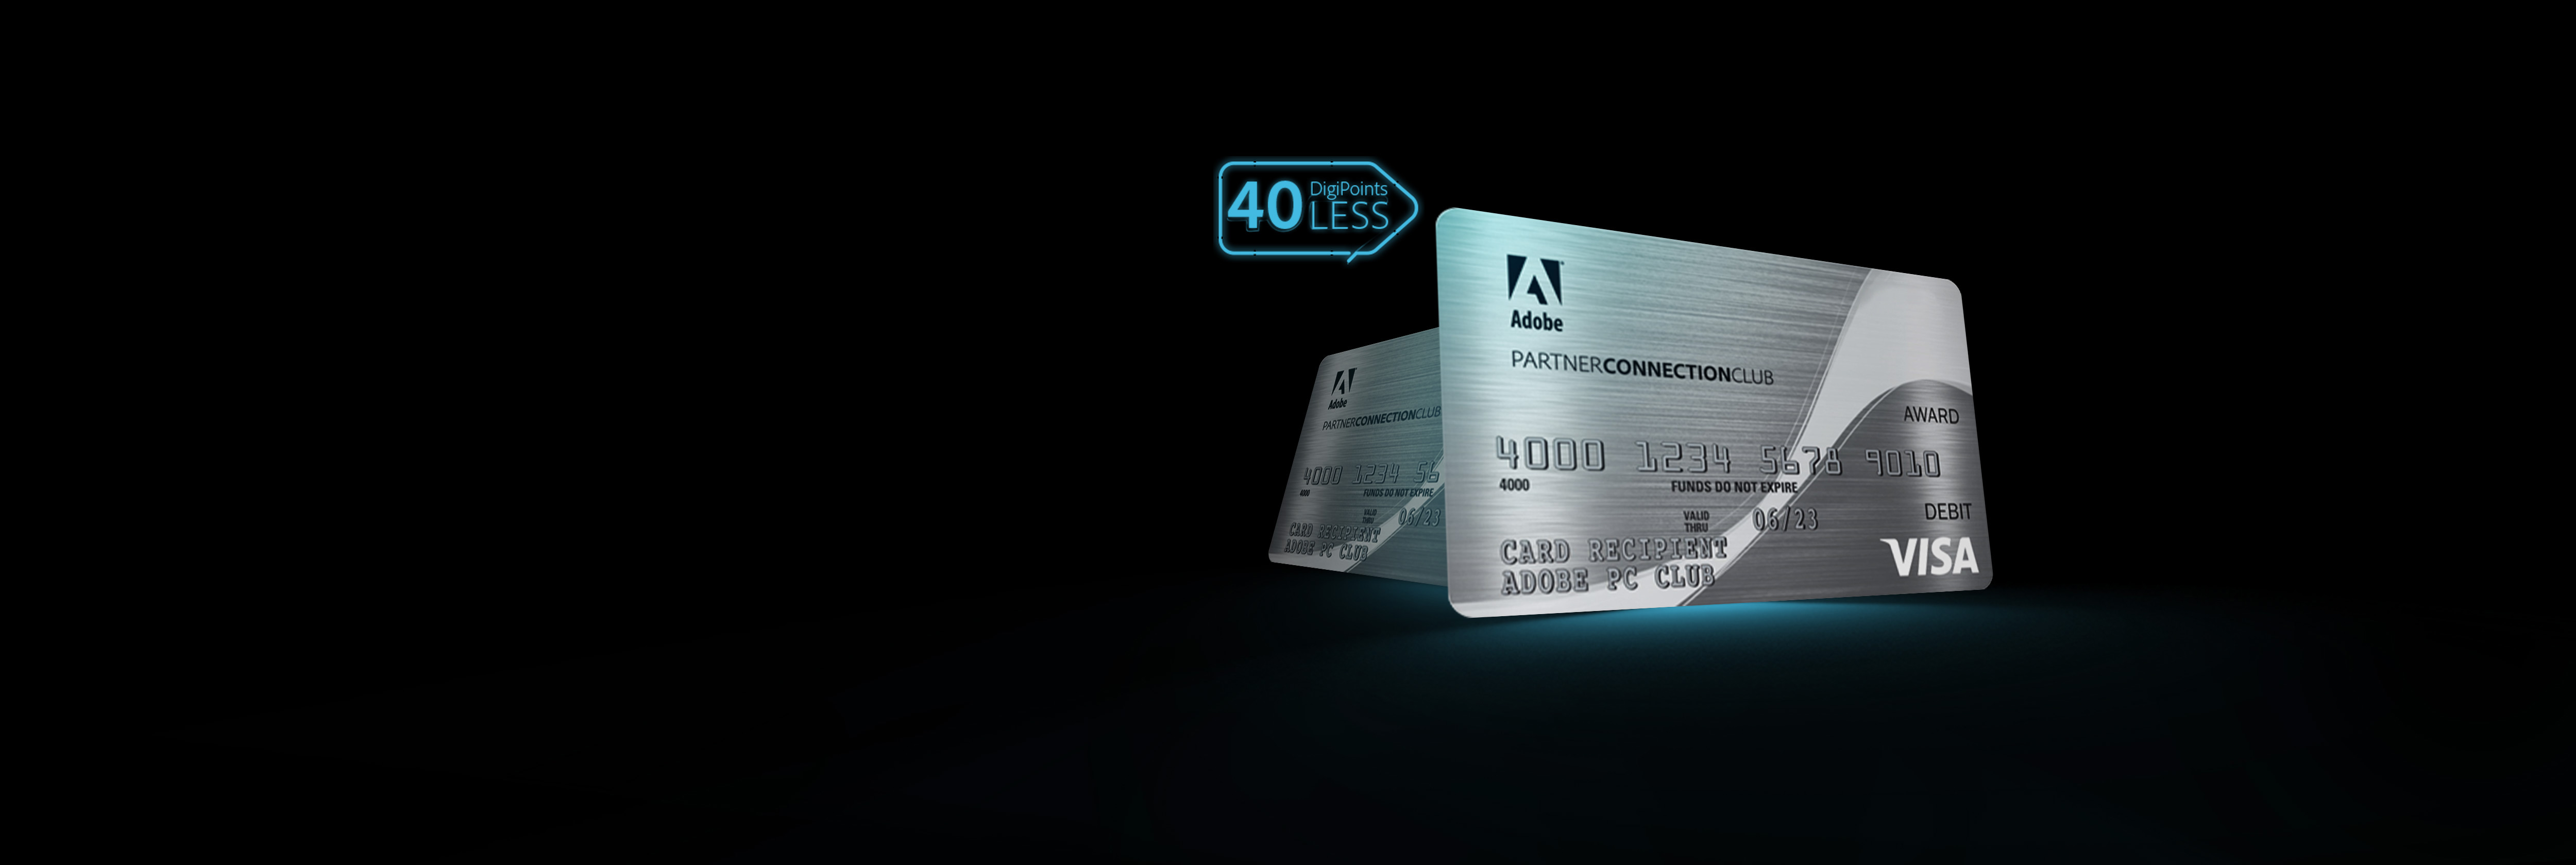 40 DigiPoints
LESS
Adobe
PARTNERCONNECTIONCLUB
AWARD
4000 1234 5678 9010
4000
FUNDS DO NOT EXPIRE
VALID
THRU
06/23
DEBIT
CARD RECIPIENT
ADOBE PC CLUB
VISA
Adobe
PARTNERCONNECTIONCLUB
4000 1234 56
4000
FUNDS DO NOT EXPIRE
VALID
THRU
06/23
CARD RECIPIENT
ADOBE PC CLUB